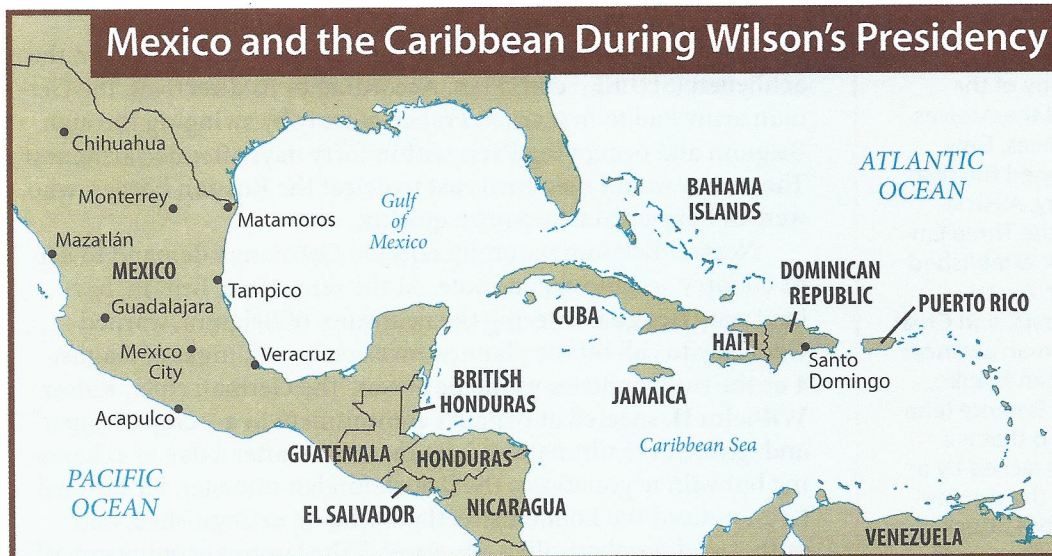 Mexico and the Caribbean During Wilson's Presidency
Chihuahua
Monterrey
Matamoros
Mazatlán
MEXICO
Tampico
Guadalajara
Mexico
City
Veracruz
Acapulco
Gulf
of
Mexico
ATLANTIC
OCEAN
BAHAMA
ISLANDS
CUBA
DOMINICAN
REPUBLIC
PUERTO RICO
HAITI
Santo
Domingo
JAMAICA
BRITISH
HONDURAS
Caribbean Sea
GUATEMALA
HONDURAS
PACIFIC
OCEAN
EL SALVADOR
NICARAGUA
VENEZUELA